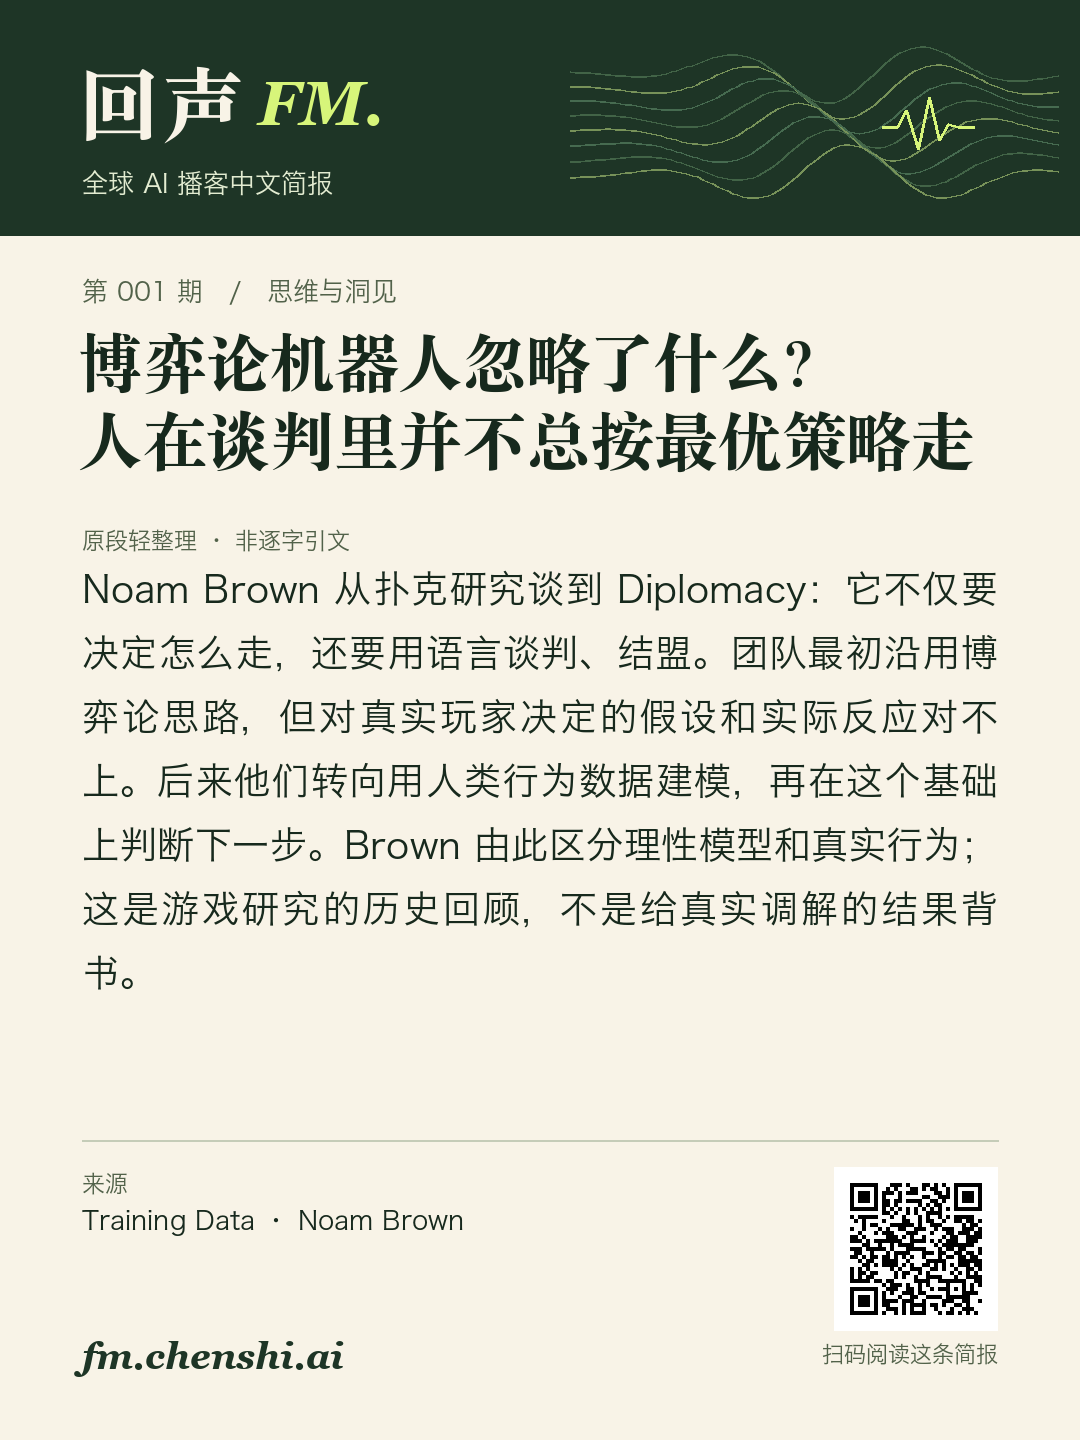 回声 FM.
全球 AI 播客中文简报
第 001 期 / 思维与洞见
博弈论机器人忽略了什么?
人在谈判里并不总按最优策略走
原段轻整理 · 非逐字引文
Noam Brown 从扑克研究谈到 Diplomacy：它不仅要
决定怎么走，还要用语言谈判、结盟。团队最初沿用博
弈论思路，但对真实玩家决定的假设和实际反应对不
上。后来他们转向用人类行为数据建模，再在这个基础
上判断下一步。Brown 由此区分理性模型和真实行为；
这是游戏研究的历史回顾，不是给真实调解的结果背
书。
来源
Training Data · Noam Brown
fm.chenshi.ai
扫码阅读这条简报